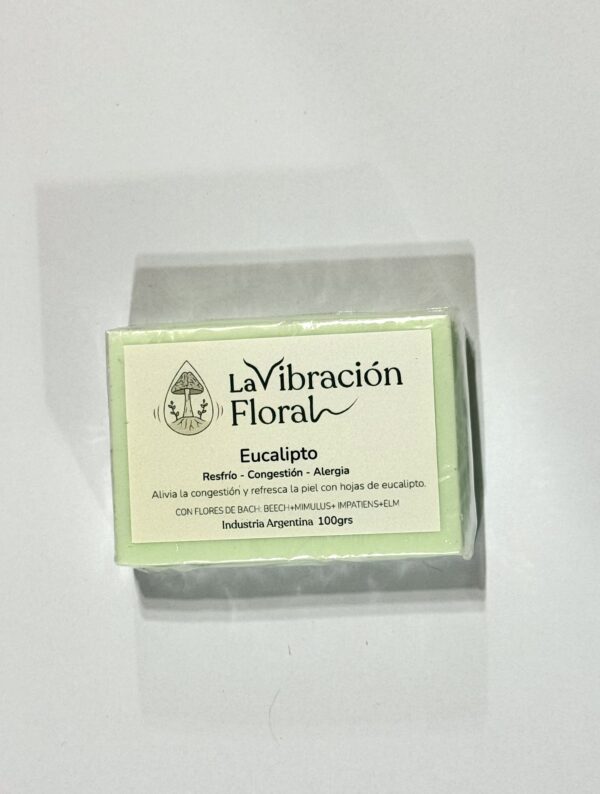 La Vibración
Floral
Eucalipto
Resfrío - Congestión - Alergia
Alivia la congestión y refresca la piel con hojas de eucalipto.
CON FLORES DE BACH: BEECH+MIMULUS+ IMPATIENS+ELM
Industria Argentina 100grs